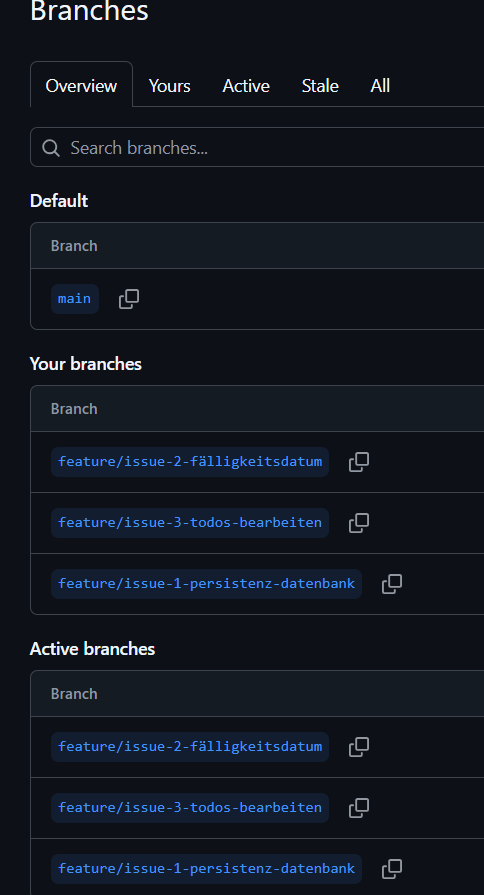 Branches
Overview Yours Active Stale All
Search branches...
Default
Branch
main
Your branches
Branch
feature/issue-2-fälligkeitsdatum
feature/issue-3-todos-bearbeiten
feature/issue-1-persistenz-datenbank
Active branches
Branch
feature/issue-2-fälligkeitsdatum
feature/issue-3-todos-bearbeiten
feature/issue-1-persistenz-datenbank